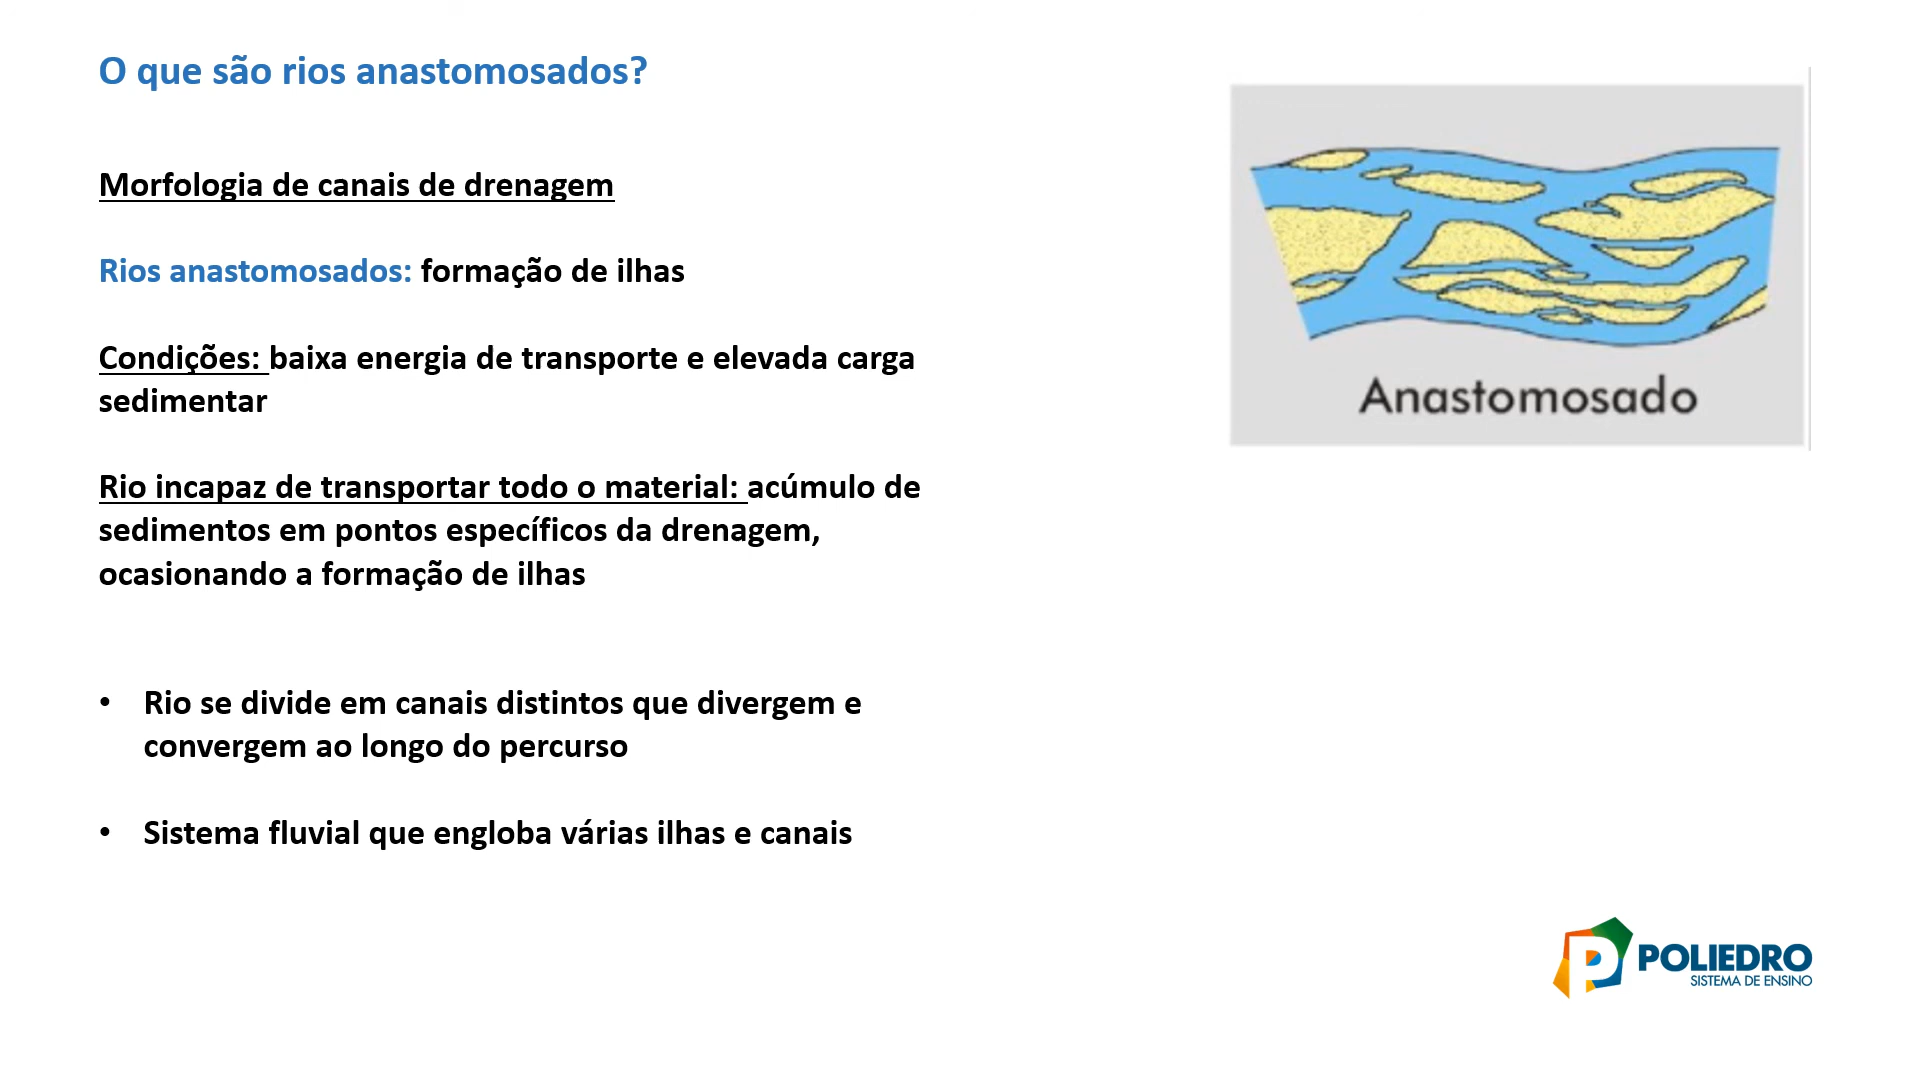 O que são rios anastomosados?
Morfologia de canais de drenagem
Rios anastomosados: formação de ilhas
Condições: baixa energia de transporte e elevada carga
sedimentar
Rio incapaz de transportar todo o material: acúmulo de
sedimentos em pontos específicos da drenagem,
ocasionando a formação de ilhas
• Rio se divide em canais distintos que divergem e
convergem ao longo do percurso
• Sistema fluvial que engloba várias ilhas e canais
Anastomosado
POLIEDRO
SISTEMA DE ENSINO